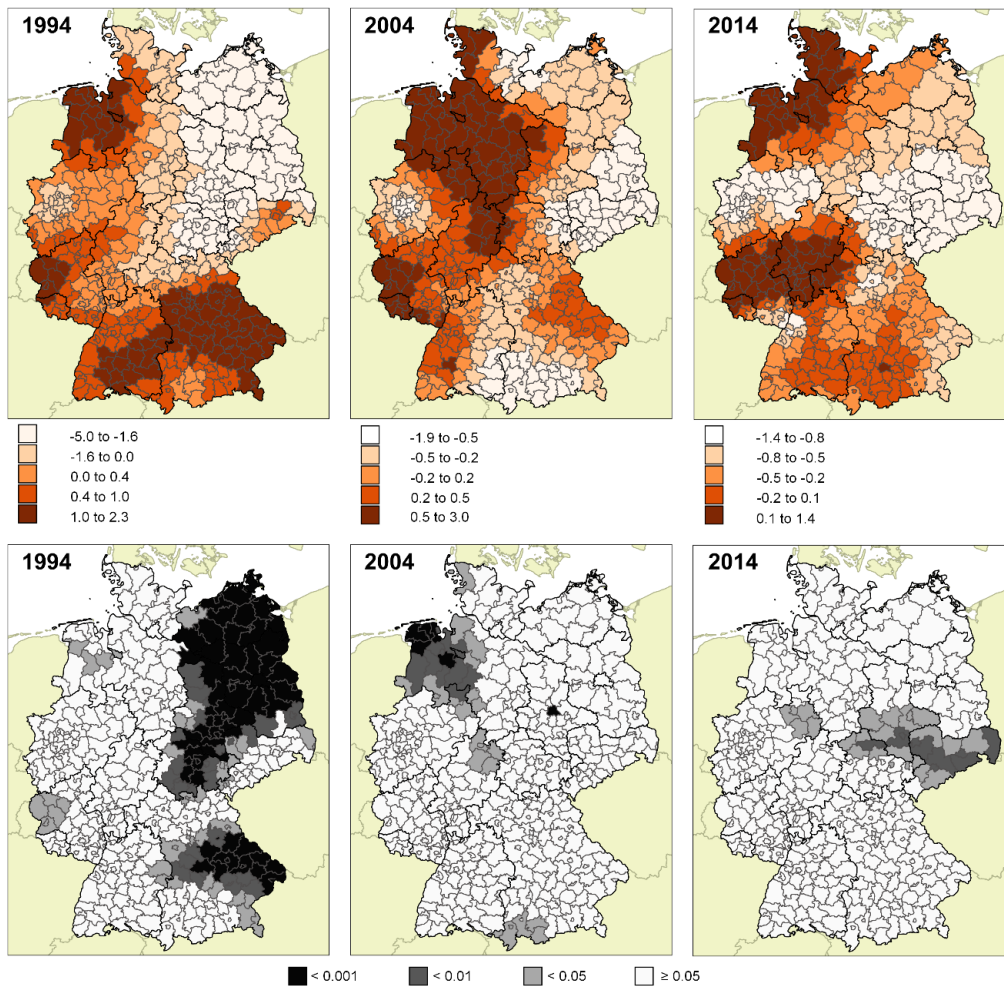 1994
2004
2014
-5.0 to -1.6
-1.6 to 0.0
0.0 to 0.4
0.4 to 1.0
1.0 to 2.3
-1.9 to -0.5
-0.5 to -0.2
-0.2 to 0.2
0.2 to 0.5
0.5 to 3.0
-1.4 to -0.8
-0.8 to -0.5
-0.5 to -0.2
-0.2 to 0.1
0.1 to 1.4
1994
2004
2014
< 0.001 < 0.01 < 0.05 ≥ 0.05